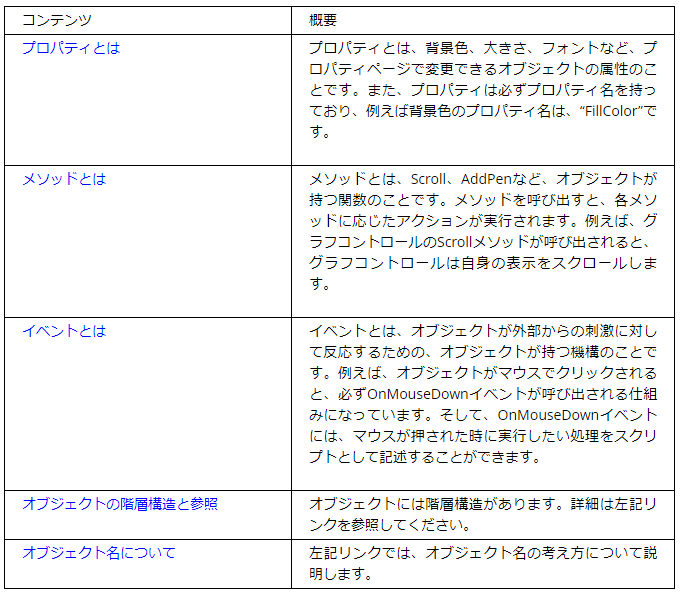 コンテンツ
概要
プロパティとは
プロパティとは、背景色、大きさ、フォントなど、プ
ロパティページで変更できるオブジェクトの属性のこ
とです。また、プロパティは必ずプロパティ名を持っ
ており、例えば背景色のプロパティ名は、“FillColor”で
す。
メソッドとは
メソッドとは、Scroll、AddPenなど、オブジェクトが
持つ関数のことです。メソッドを呼び出すと、各メソ
ッドに応じたアクションが実行されます。例えば、グ
ラフコントロールのScrollメソッドが呼び出されると、
グラフコントロールは自身の表示をスクロールしま
す。
イベントとは
イベントとは、オブジェクトが外部からの刺激に対し
て反応するための、オブジェクトが持つ機構のことで
す。例えば、オブジェクトがマウスでクリックされる
と、必ずOnMouseDownイベントが呼び出される仕組
みになっています。そして、OnMouseDownイベント
には、マウスが押された時に実行したい処理をスクリ
プトとして記述することができます。
オブジェクトの階層構造と参照
オブジェクトには階層構造があります。詳細は左記リ
ンクを参照してください。
オブジェクト名について
左記リンクでは、オブジェクト名の考え方について説
明します。